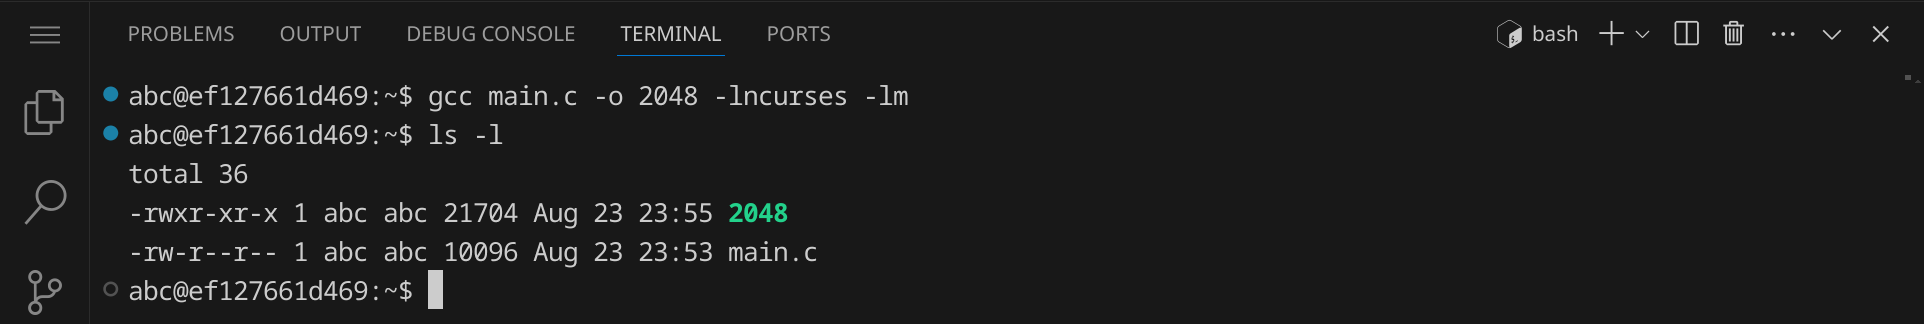 PROBLEMS OUTPUT DEBUG CONSOLE TERMINAL PORTS bash
abc@ef127661d469:~$ gcc main.c -o 2048 -lncurses -lm
abc@ef127661d469:~$ ls -l
total 36
-rwxr-xr-x 1 abc abc 21704 Aug 23 23:55 2048
-rw-r--r-- 1 abc abc 10096 Aug 23 23:53 main.c
abc@ef127661d469:~$